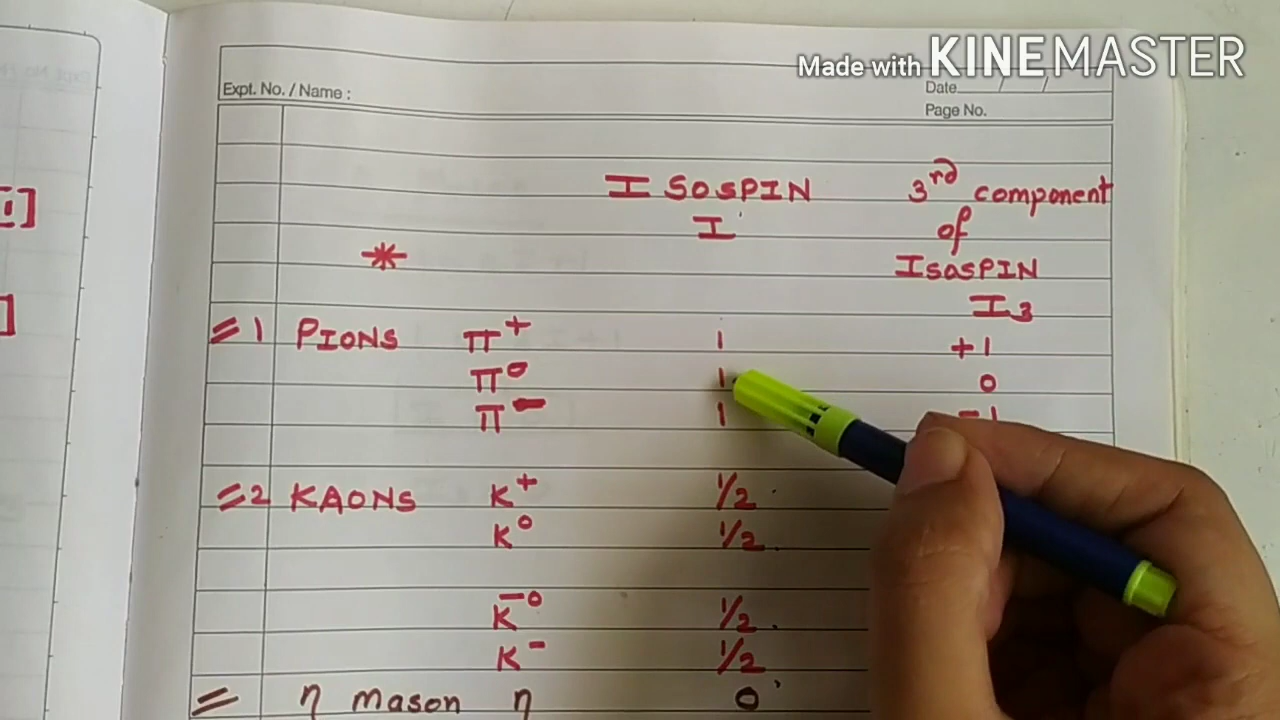 Made with KINEMASTER
Expt. No. / Name :
Date / /
Page No.
ISOSPIN 3rd component
I of
* ISOSPIN
I3
= 1 PIONS π+ 1 +1
π0 1 0
π- 1 -1
= 2 KAONS K+ 1/2
K0 1/2
K̄0 1/2
K- 1/2
= η mason η 0
i]
]